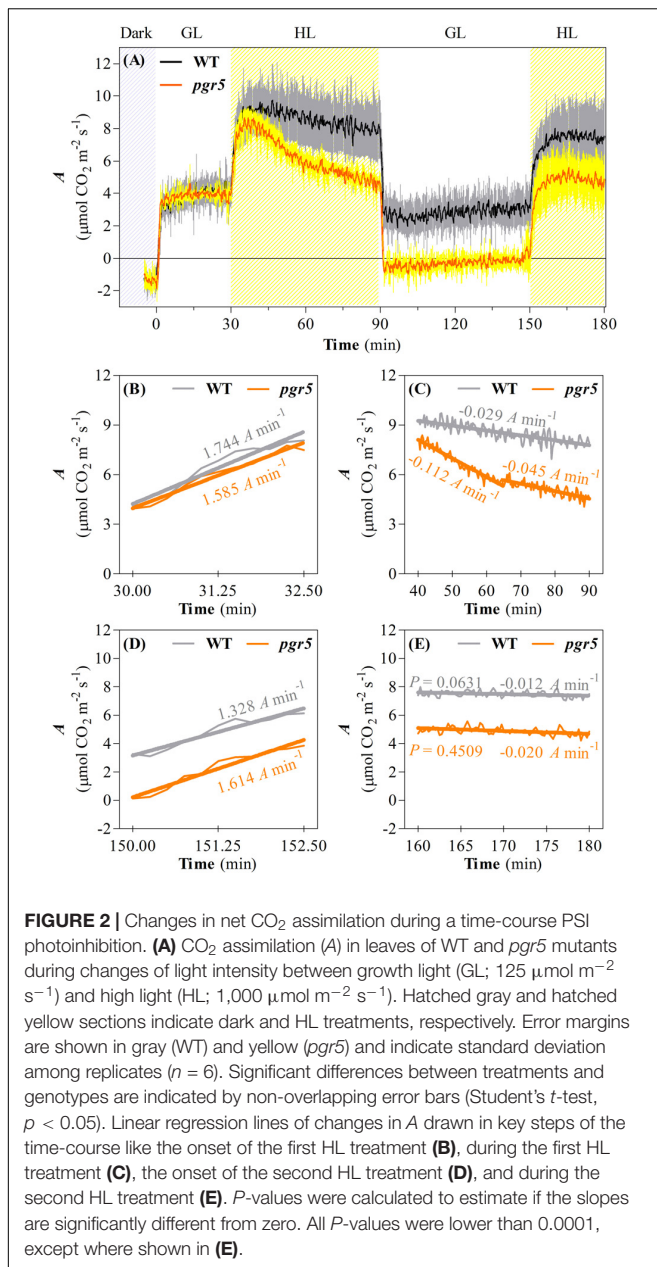 Dark GL HL GL HL
(A) WT
pgr5
A
(μmol CO2 m−2 s−1)
12
10
8
6
4
2
0
-2
0 30 60 90 120 150 180
Time (min)
(B) WT pgr5
A
(μmol CO2 m−2 s−1)
12
9
6
3
0
1.744 A min-1
1.585 A min-1
30.00 31.25 32.50
Time (min)
(C) WT pgr5
A
(μmol CO2 m−2 s−1)
12
9
6
3
0
-0.029 A min-1
-0.112 A min-1
-0.045 A min-1
40 50 60 70 80 90
Time (min)
(D) WT pgr5
A
(μmol CO2 m−2 s−1)
12
10
8
6
4
2
0
-2
1.328 A min-1
1.614 A min-1
150.00 151.25 152.50
Time (min)
(E) WT pgr5
A
(μmol CO2 m−2 s−1)
12
10
8
6
4
2
0
-2
P = 0.0631 -0.012 A min-1
P = 0.4509 -0.020 A min-1
160 165 170 175 180
Time (min)
FIGURE 2 | Changes in net CO2 assimilation during a time-course PSI
photoinhibition. (A) CO2 assimilation (A) in leaves of WT and pgr5 mutants
during changes of light intensity between growth light (GL; 125 μmol m−2
s−1) and high light (HL; 1,000 μmol m−2 s−1). Hatched gray and hatched
yellow sections indicate dark and HL treatments, respectively. Error margins
are shown in gray (WT) and yellow (pgr5) and indicate standard deviation
among replicates (n = 6). Significant differences between treatments and
genotypes are indicated by non-overlapping error bars (Student's t-test,
p < 0.05). Linear regression lines of changes in A drawn in key steps of the
time-course like the onset of the first HL treatment (B), during the first HL
treatment (C), the onset of the second HL treatment (D), and during the
second HL treatment (E). P-values were calculated to estimate if the slopes
are significantly different from zero. All P-values were lower than 0.0001,
except where shown in (E).